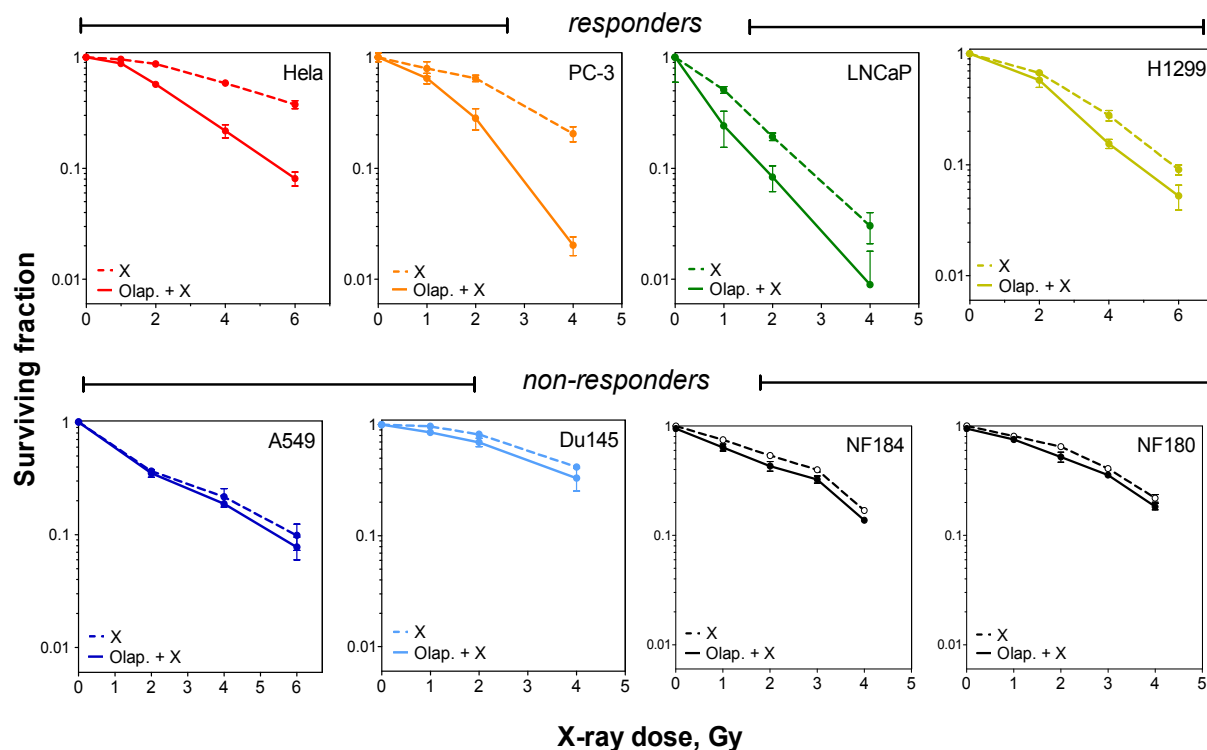 responders
Hela
1
0.1
0.01
X
Olap. + X
0 2 4 6
PC-3
1
0.1
0.01
X
Olap. + X
0 1 2 3 4 5
LNCaP
1
0.1
0.01
X
Olap. + X
0 1 2 3 4 5
H1299
1
0.1
0.01
X
Olap. + X
0 2 4 6
Surviving fraction
non-responders
A549
1
0.1
0.01
X
Olap. + X
0 2 4 6
Du145
1
0.1
0.01
X
Olap. + X
0 1 2 3 4 5
NF184
1
0.1
0.01
X
Olap. + X
0 1 2 3 4 5
NF180
1
0.1
0.01
X
Olap. + X
0 1 2 3 4 5
X-ray dose, Gy